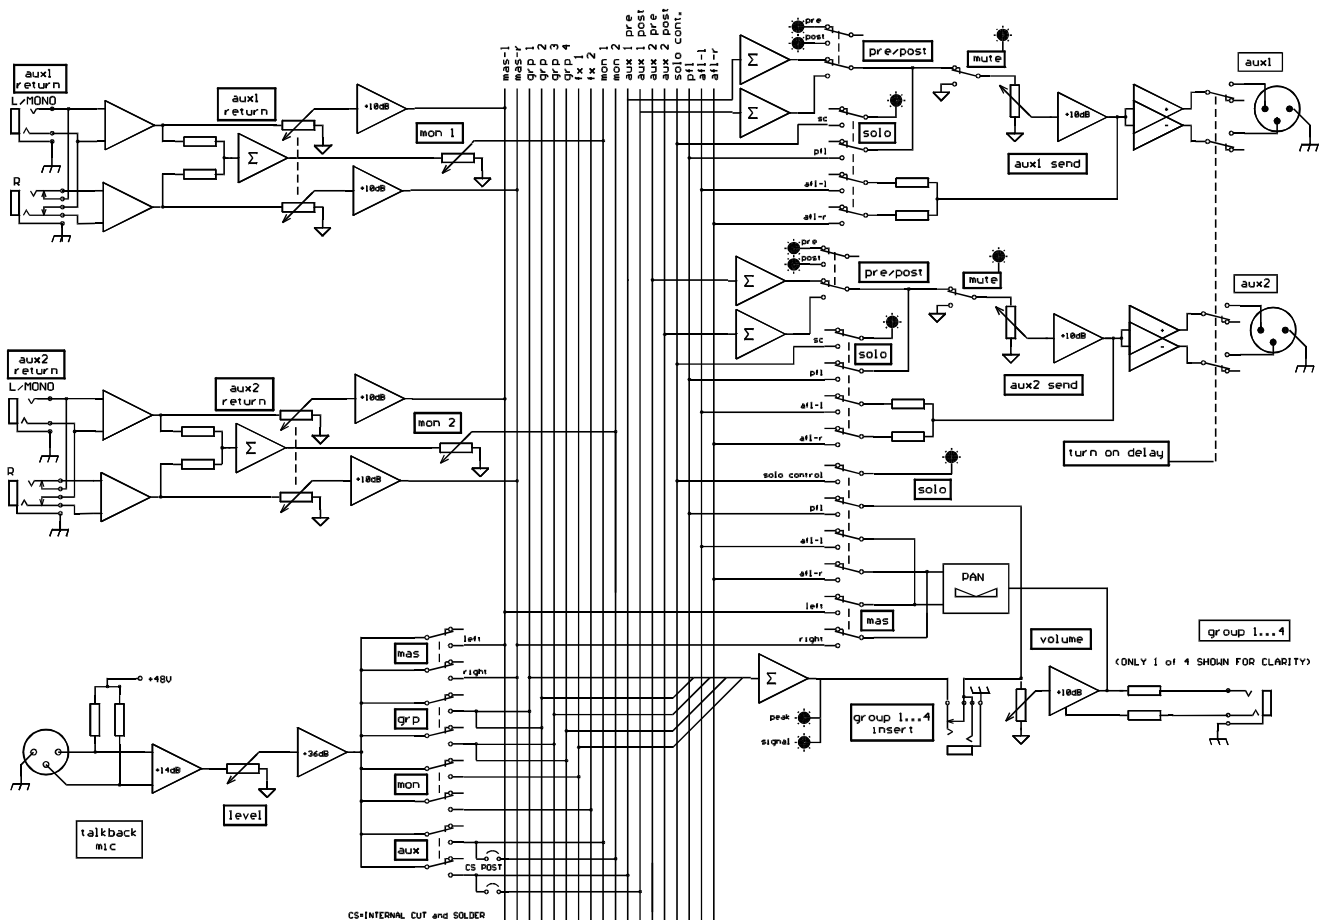 aux1
return
L/MONO
R
aux1
return
+10dB
Σ
mon 1
+10dB
mas-l
mas-r
grp 1
grp 2
grp 3
grp 4
fx 1
fx 2
mon 1
mon 2
aux 1 pre
aux 1 post
aux 2 pre
aux 2 post
solo cont.
pfl
afl-l
afl-r
Σ
Σ
pre
post
pre/post
mute
sc
solo
pfl
afl-l
afl-r
+10dB
aux1 send
+
-
aux1
aux2
return
L/MONO
R
aux2
return
+10dB
Σ
mon 2
+10dB
Σ
Σ
pre
post
pre/post
mute
sc
solo
pfl
afl-l
afl-r
+10dB
aux2 send
+
-
aux2
turn on delay
solo control
solo
pfl
afl-l
afl-r
left
right
mas
PAN
volume
group 1...4
(ONLY 1 of 4 SHOWN FOR CLARITY)
Σ
peak
signal
group 1...4
insert
+10dB
+48V
+14dB
level
+36dB
talkback
mic
mas
left
right
grp
mon
aux
CS POST
CS=INTERNAL CUT and SOLDER